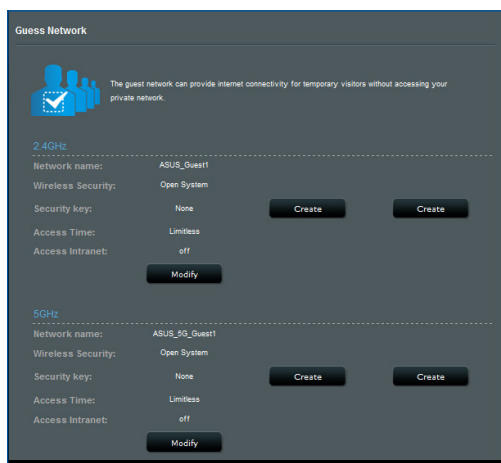 Guess Network
The guest network can provide internet connectivity for temporary visitors without accessing your
private network.
2.4GHz
Network name: ASUS_Guest1
Wireless Security: Open System
Security key: None Create Create
Access Time: Limitless
Access Intranet: off
Modify
5GHz
Network name: ASUS_5G_Guest1
Wireless Security: Open System
Security key: None Create Create
Access Time: Limitless
Access Intranet: off
Modify